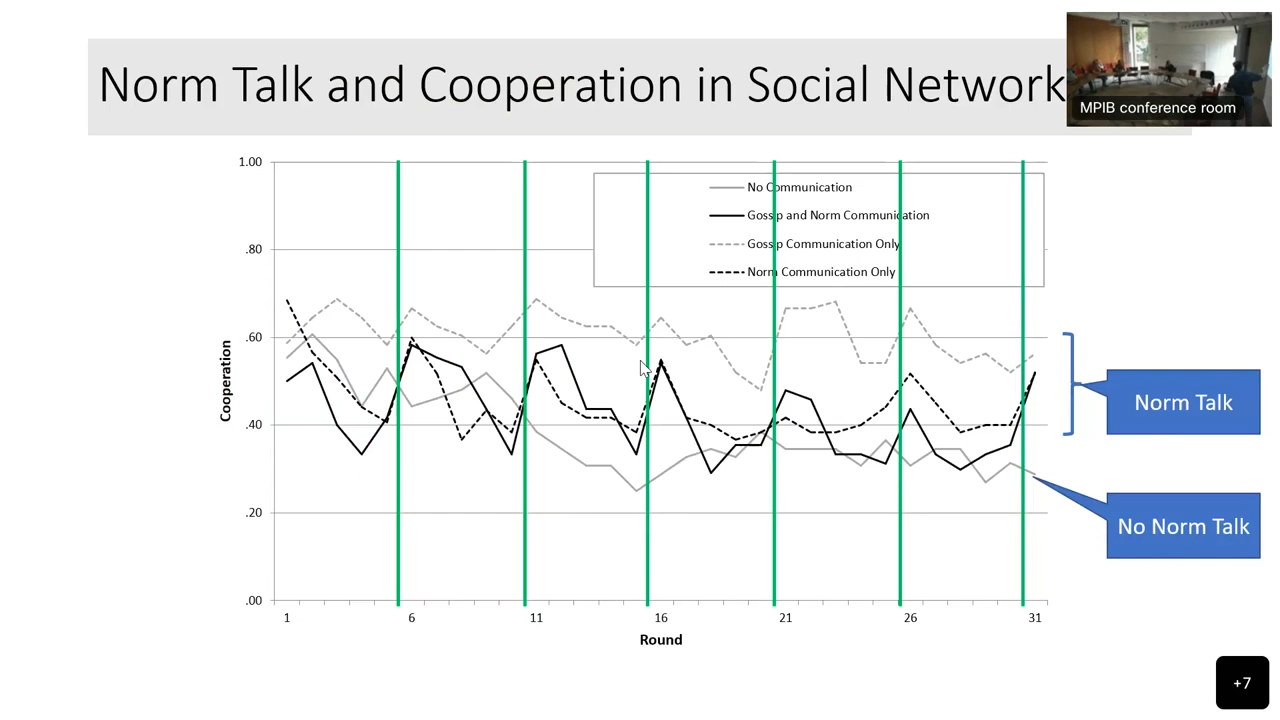 Norm Talk and Cooperation in Social Network
MPIB conference room
1.00
.80
.60
.40
.20
.00
Cooperation
No Communication
Gossip and Norm Communication
Gossip Communication Only
Norm Communication Only
1
6
11
16
21
26
31
Round
Norm Talk
No Norm Talk
+7